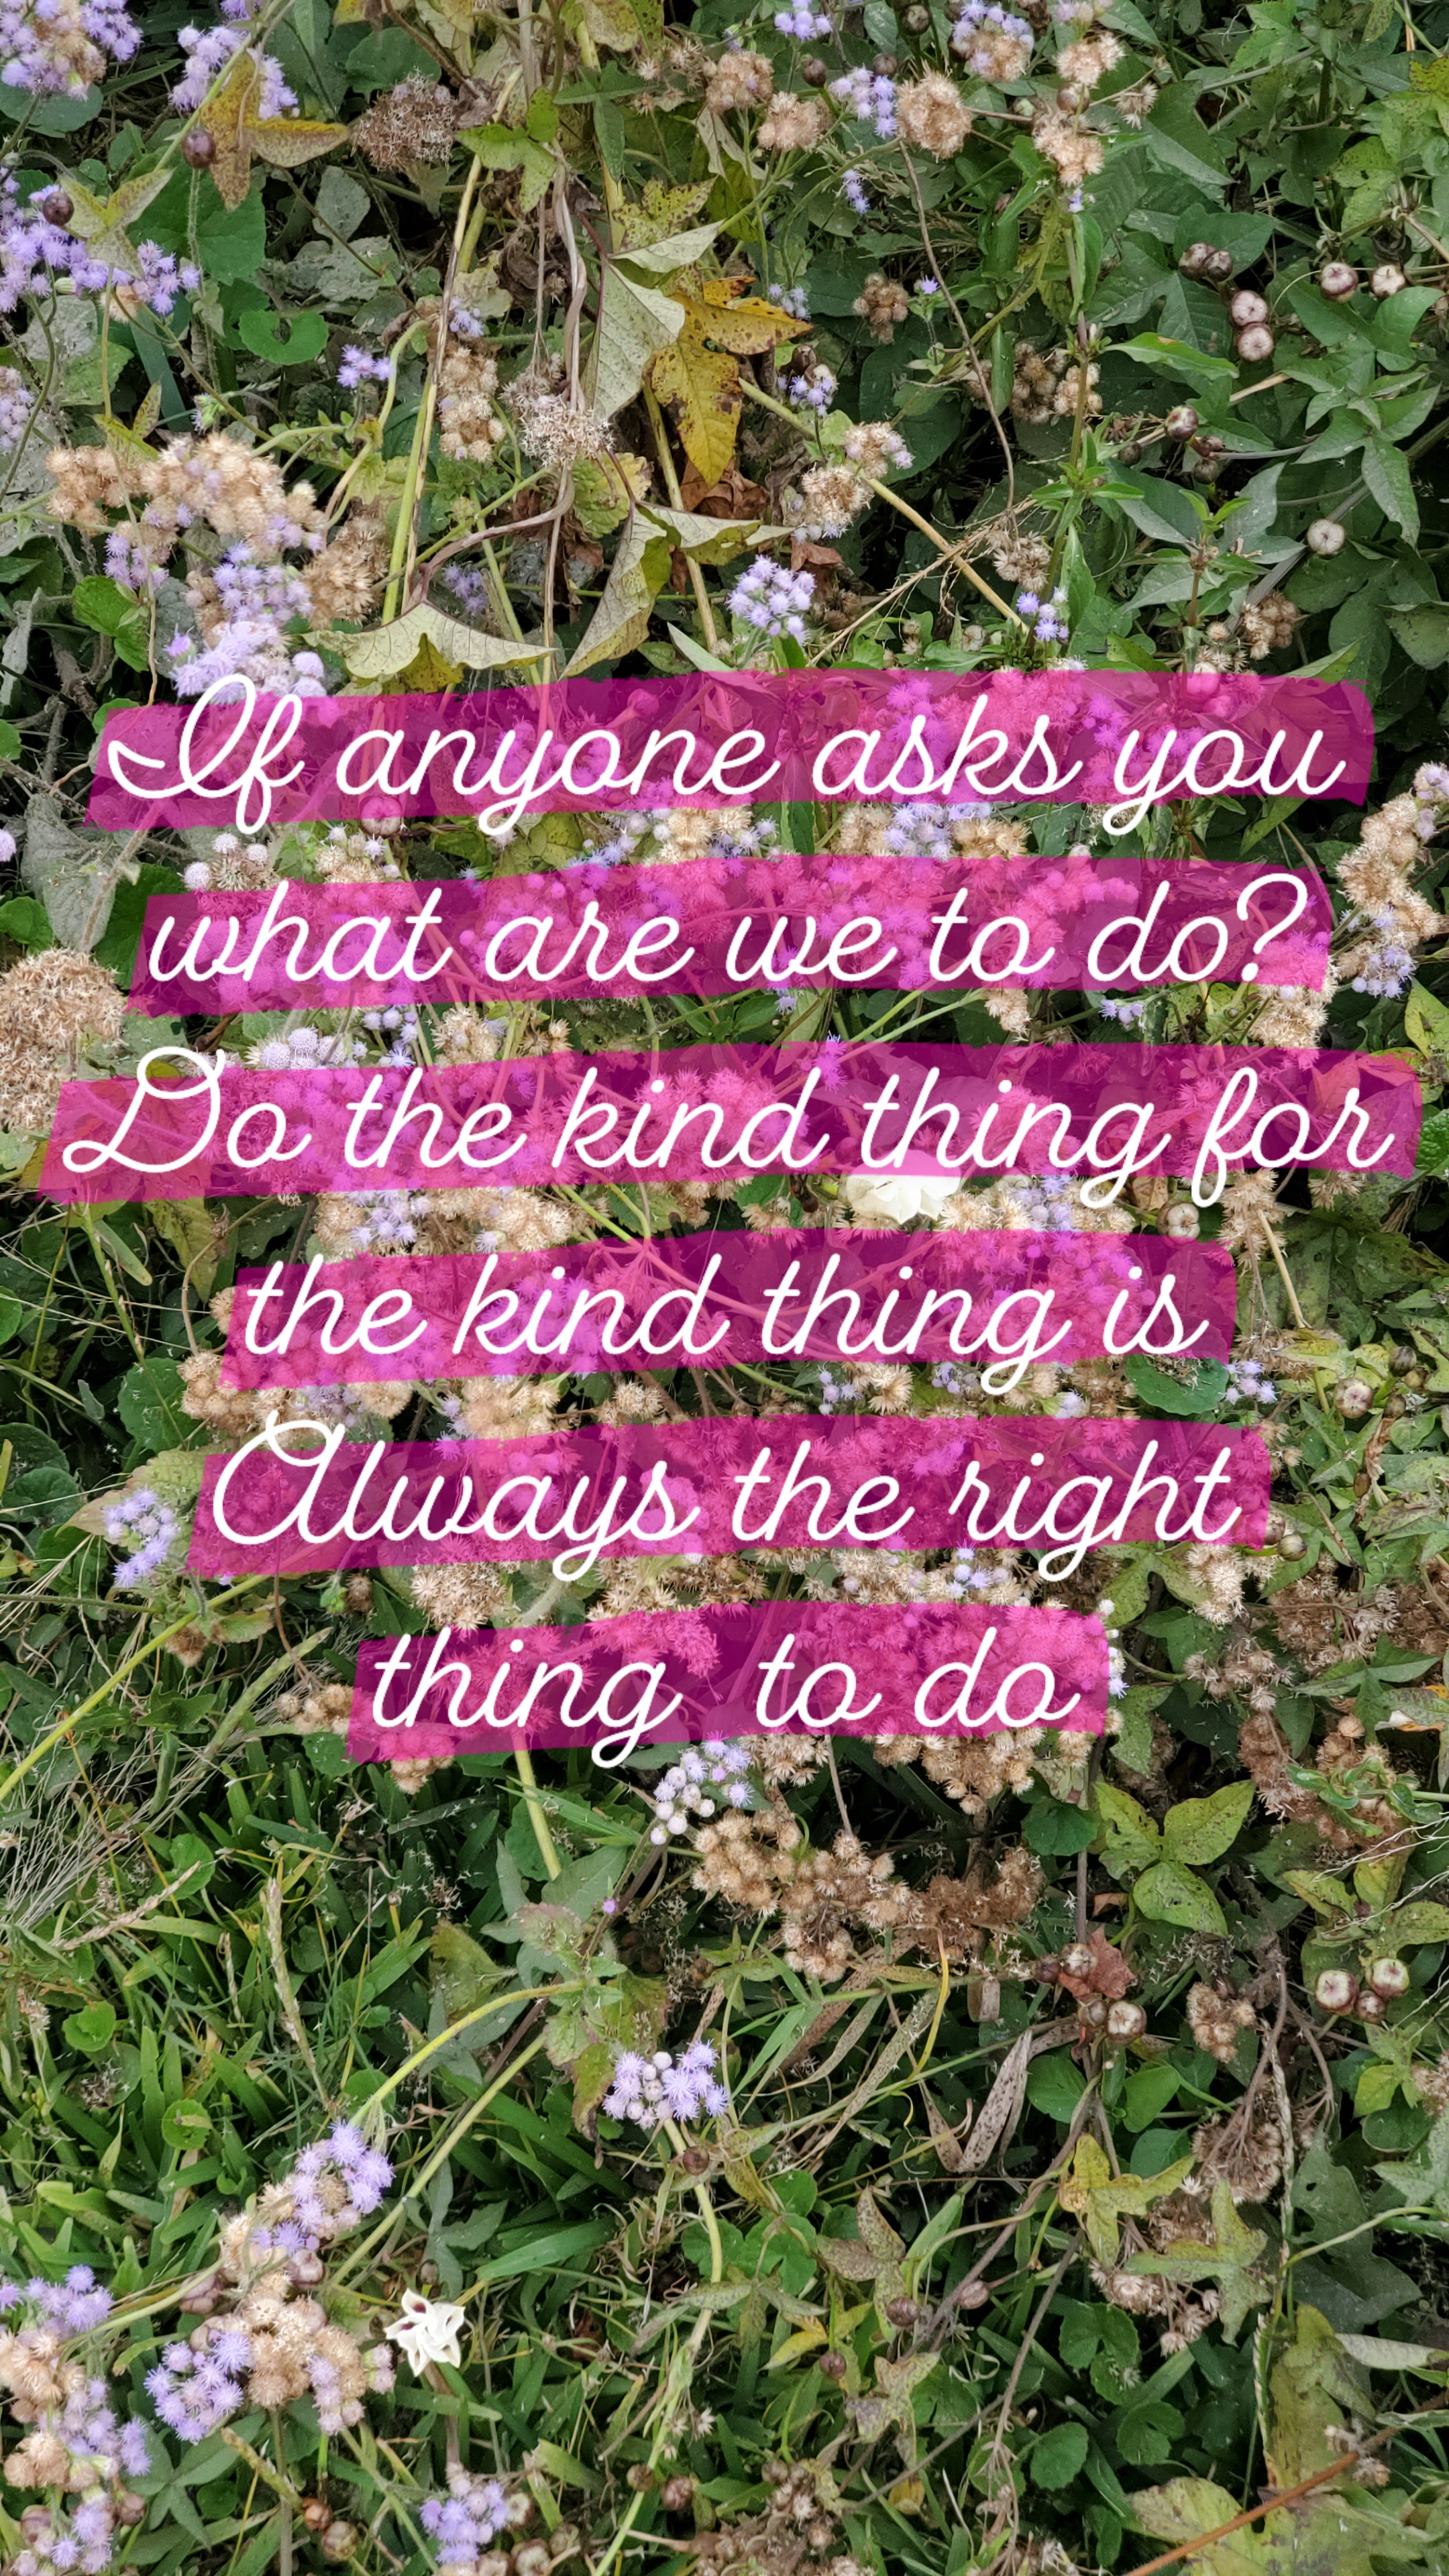 If anyone asks you
what are we to do?
Do the kind thing for
the kind thing is
Always the right
thing to do